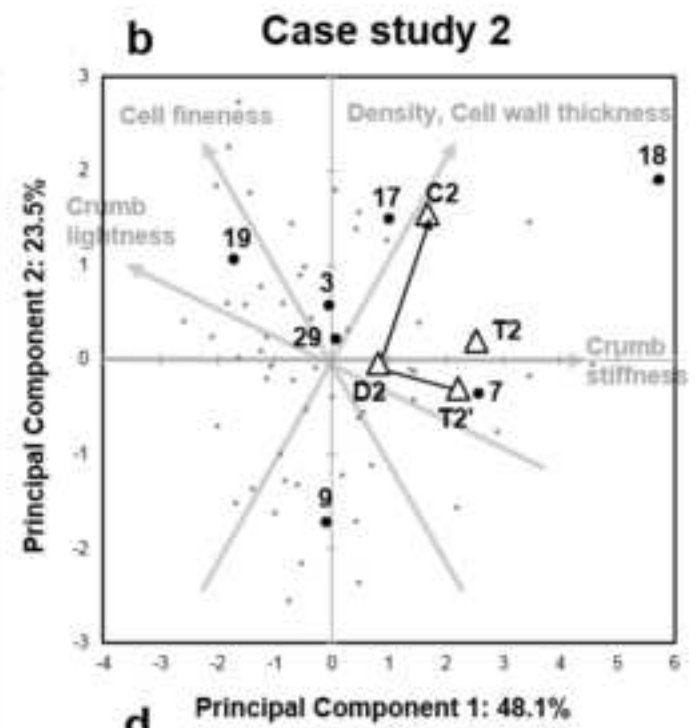 b Case study 2
Cell fineness
Density, Cell wall thickness
18
17
C2
Crumb
lightness
19
3
29
T2
Crumb
stiffness
D2
7
T2'
9
Principal Component 2: 23.5%
3
2
1
0
-1
-2
-3
-4 -3 -2 -1 0 1 2 3 4 5 6
Principal Component 1: 48.1%
d